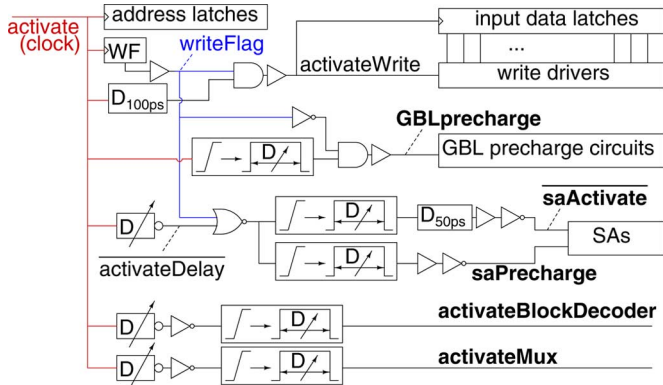 activate
(clock)
address latches
WF
writeFlag
D100ps
activateWrite
input data latches
...
write drivers
D
GBLprecharge
GBL precharge circuits
D
activateDelay
D
D50ps
saActivate
D
saPrecharge
SAs
D
D
activateBlockDecoder
D
D
activateMux